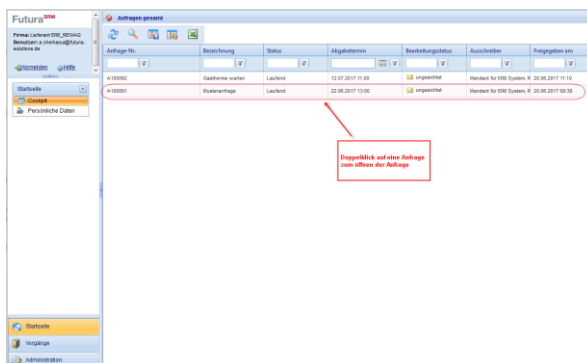 Futura SRM
Firma: Lieferant ER6_REWAG
Benutzer: a.cherkaoui@futura-solutions.de
Abmelden Hilfe
Startseite
Cockpit
Persönliche Daten
Anfragen gesamt
Anfrage-Nr. Bezeichnung Status Abgabetermin Bearbeitungsstatus Ausschreiber Freigegeben am
A100092 Gastherme warten Laufend 12.07.2017 11:00 ungesichtet Mandant für ER6 System, R 20.06.2017 11:10
A100091 Musteranfrage Laufend 22.06.2017 13:00 ungesichtet Mandant für ER6 System, R 20.06.2017 09:38
Doppelklick auf eine Anfrage
zum öffnen der Anfrage
Startseite
Vorgänge
Administration